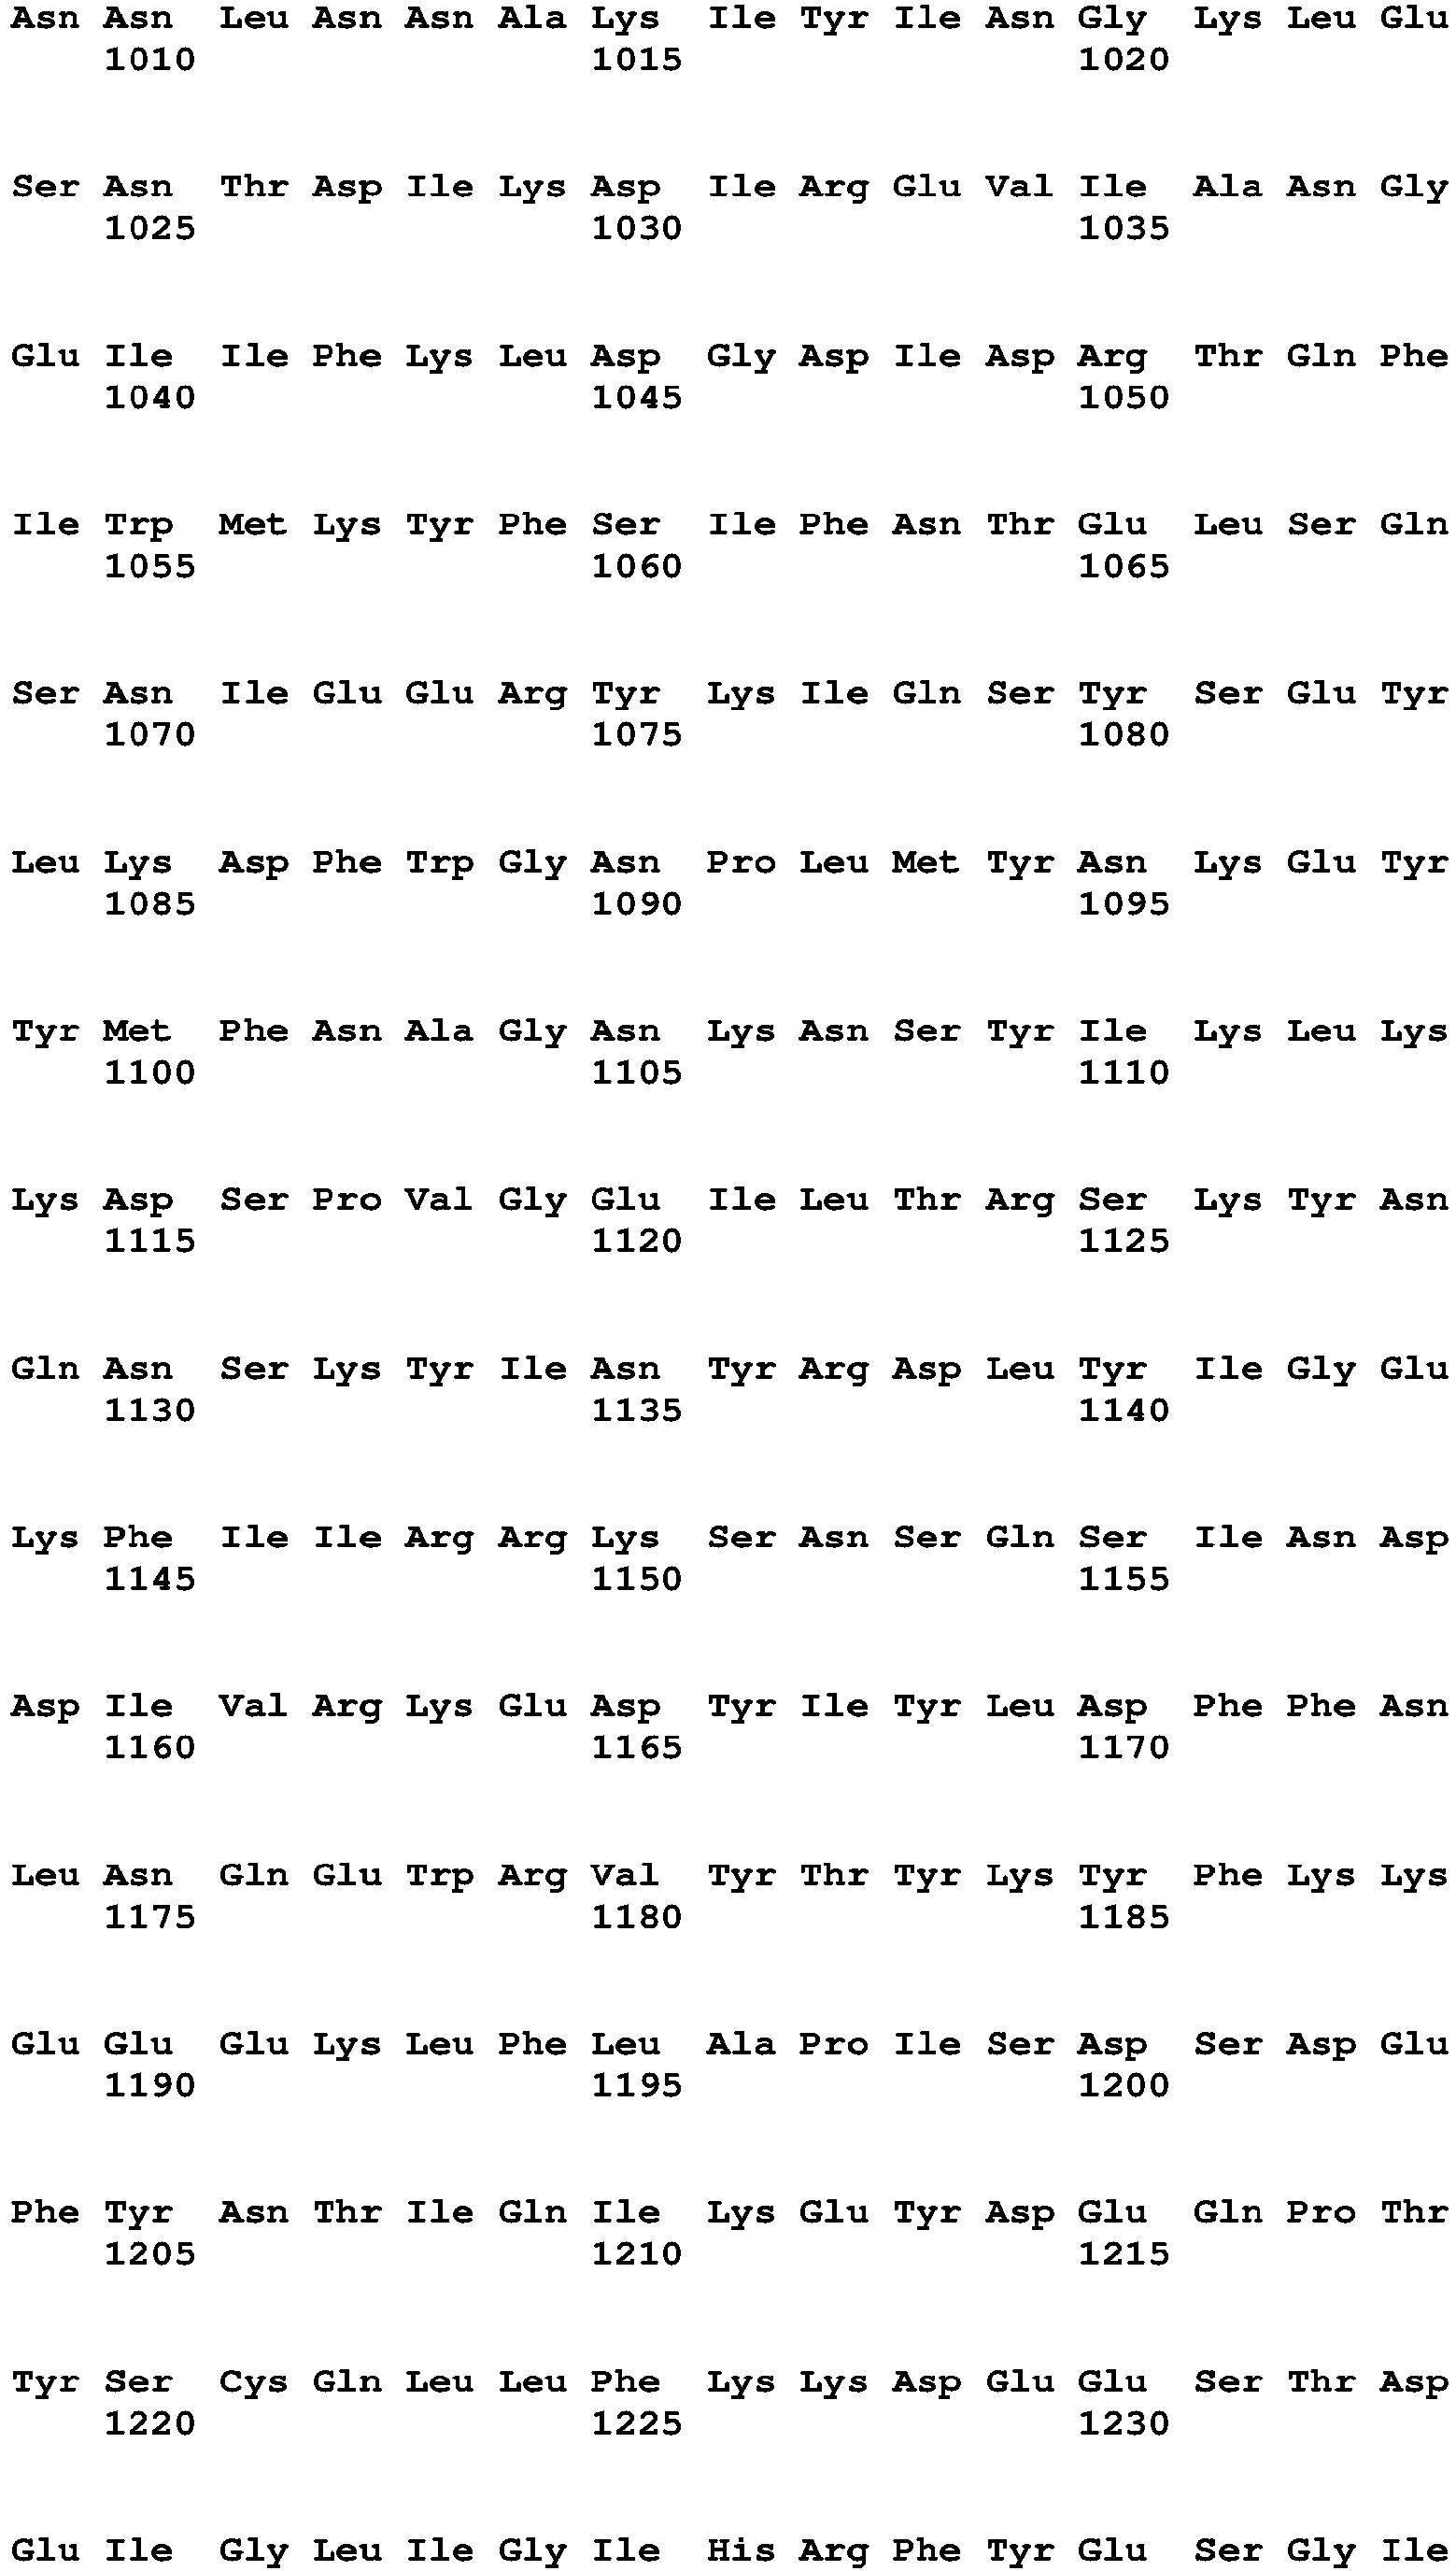 Asn Asn Leu Asn Asn Ala Lys Ile Tyr Ile Asn Gly Lys Leu Glu
1010 1015 1020
Ser Asn Thr Asp Ile Lys Asp Ile Arg Glu Val Ile Ala Asn Gly
1025 1030 1035
Glu Ile Ile Phe Lys Leu Asp Gly Asp Ile Asp Arg Thr Gln Phe
1040 1045 1050
Ile Trp Met Lys Tyr Phe Ser Ile Phe Asn Thr Glu Leu Ser Gln
1055 1060 1065
Ser Asn Ile Glu Glu Arg Tyr Lys Ile Gln Ser Tyr Ser Glu Tyr
1070 1075 1080
Leu Lys Asp Phe Trp Gly Asn Pro Leu Met Tyr Asn Lys Glu Tyr
1085 1090 1095
Tyr Met Phe Asn Ala Gly Asn Lys Asn Ser Tyr Ile Lys Leu Lys
1100 1105 1110
Lys Asp Ser Pro Val Gly Glu Ile Leu Thr Arg Ser Lys Tyr Asn
1115 1120 1125
Gln Asn Ser Lys Tyr Ile Asn Tyr Arg Asp Leu Tyr Ile Gly Glu
1130 1135 1140
Lys Phe Ile Ile Arg Arg Lys Ser Asn Ser Gln Ser Ile Asn Asp
1145 1150 1155
Asp Ile Val Arg Lys Glu Asp Tyr Ile Tyr Leu Asp Phe Phe Asn
1160 1165 1170
Leu Asn Gln Glu Trp Arg Val Tyr Thr Tyr Lys Tyr Phe Lys Lys
1175 1180 1185
Glu Glu Glu Lys Leu Phe Leu Ala Pro Ile Ser Asp Ser Asp Glu
1190 1195 1200
Phe Tyr Asn Thr Ile Gln Ile Lys Glu Tyr Asp Glu Gln Pro Thr
1205 1210 1215
Tyr Ser Cys Gln Leu Leu Phe Lys Lys Asp Glu Glu Ser Thr Asp
1220 1225 1230
Glu Ile Gly Leu Ile Gly Ile His Arg Phe Tyr Glu Ser Gly Ile